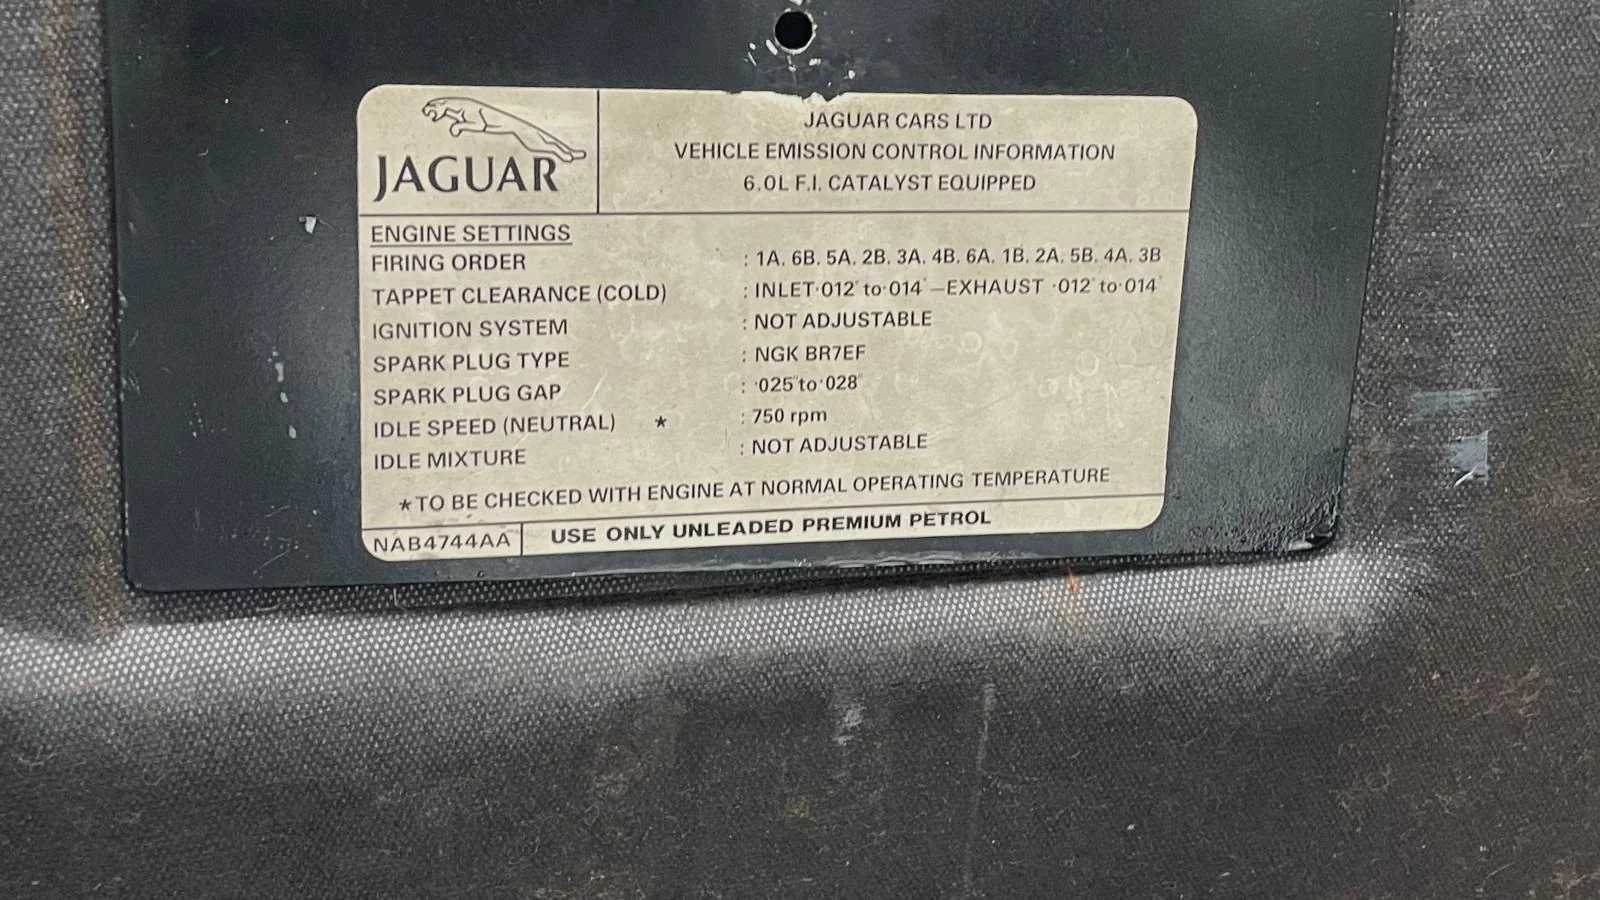 JAGUAR
JAGUAR CARS LTD
VEHICLE EMISSION CONTROL INFORMATION
6.0L F.I. CATALYST EQUIPPED
ENGINE SETTINGS
FIRING ORDER : 1A. 6B. 5A. 2B. 3A. 4B. 6A. 1B. 2A. 5B. 4A. 3B
TAPPET CLEARANCE (COLD) : INLET·012" to·014" –EXHAUST ·012" to·014"
IGNITION SYSTEM : NOT ADJUSTABLE
SPARK PLUG TYPE : NGK BR7EF
SPARK PLUG GAP : ·025"to·028"
IDLE SPEED (NEUTRAL) * : 750 rpm
IDLE MIXTURE : NOT ADJUSTABLE
*TO BE CHECKED WITH ENGINE AT NORMAL OPERATING TEMPERATURE
NAB4744AA USE ONLY UNLEADED PREMIUM PETROL